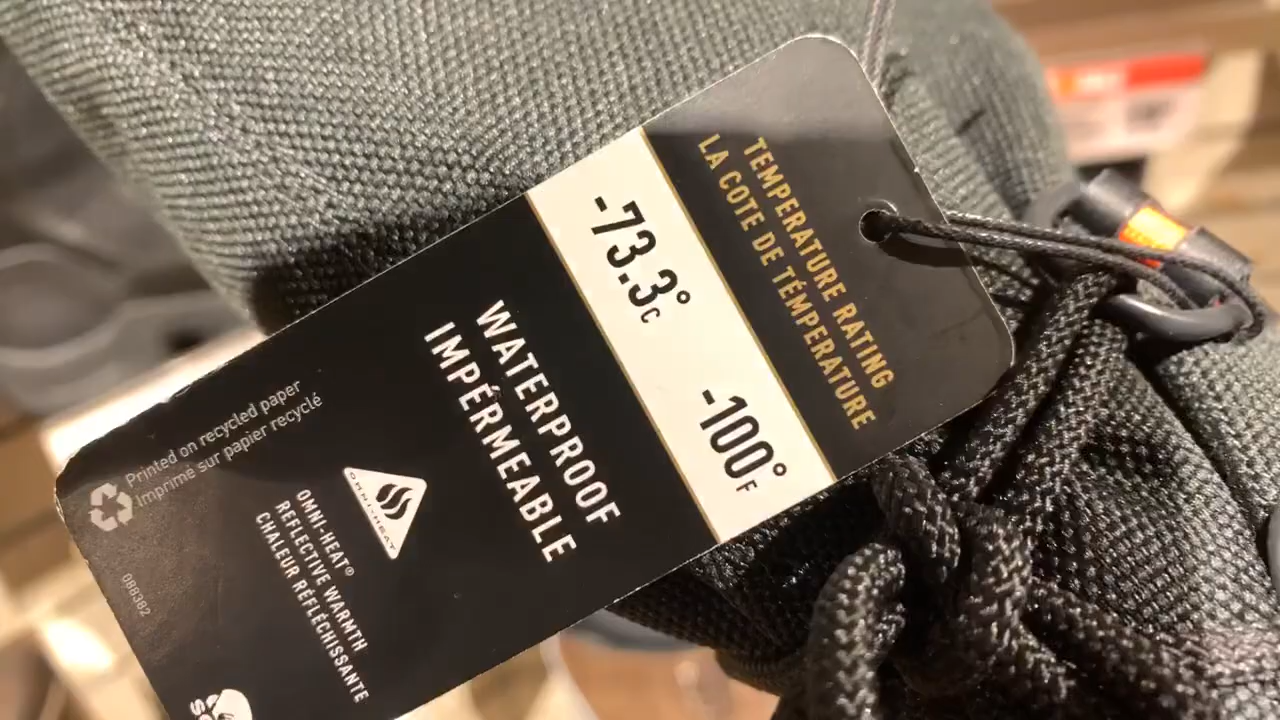 TEMPERATURE RATING
LA COTE DE TÉMPERATURE
-73.3°C
-100°F
WATERPROOF
IMPÉRMEABLE
OMNI-HEAT
OMNI-HEAT®
REFLECTIVE WARMTH
CHALEUR RÉFLÉCHISSANTE
Printed on recycled paper
Imprimé sur papier recyclé
088382